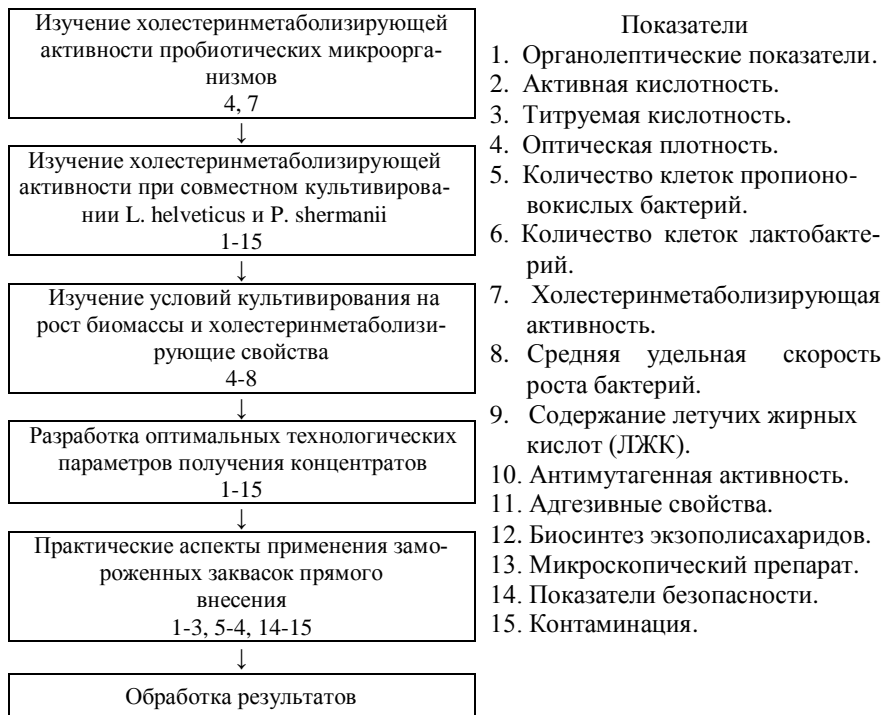 Изучение холестеринметаболизирующей
активности пробиотических микроорга-
низмов
4, 7
↓
Изучение холестеринметаболизирующей
активности при совместном культивирова-
нии L. helveticus и P. shermanii
1-15
↓
Изучение условий культивирования на
рост биомассы и холестеринметаболизи-
рующие свойства
4-8
↓
Разработка оптимальных технологических
параметров получения концентратов
1-15
↓
Практические аспекты применения замо-
роженных заквасок прямого
внесения
1-3, 5-4, 14-15
↓
Обработка результатов
Показатели
1. Органолептические показатели.
2. Активная кислотность.
3. Титруемая кислотность.
4. Оптическая плотность.
5. Количество клеток пропионо-
вокислых бактерий.
6. Количество клеток лактобакте-
рий.
7. Холестеринметаболизирующая
активность.
8. Средняя удельная скорость
роста бактерий.
9. Содержание летучих жирных
кислот (ЛЖК).
10. Антимутагенная активность.
11. Адгезивные свойства.
12. Биосинтез экзополисахаридов.
13. Микроскопический препарат.
14. Показатели безопасности.
15. Контаминация.